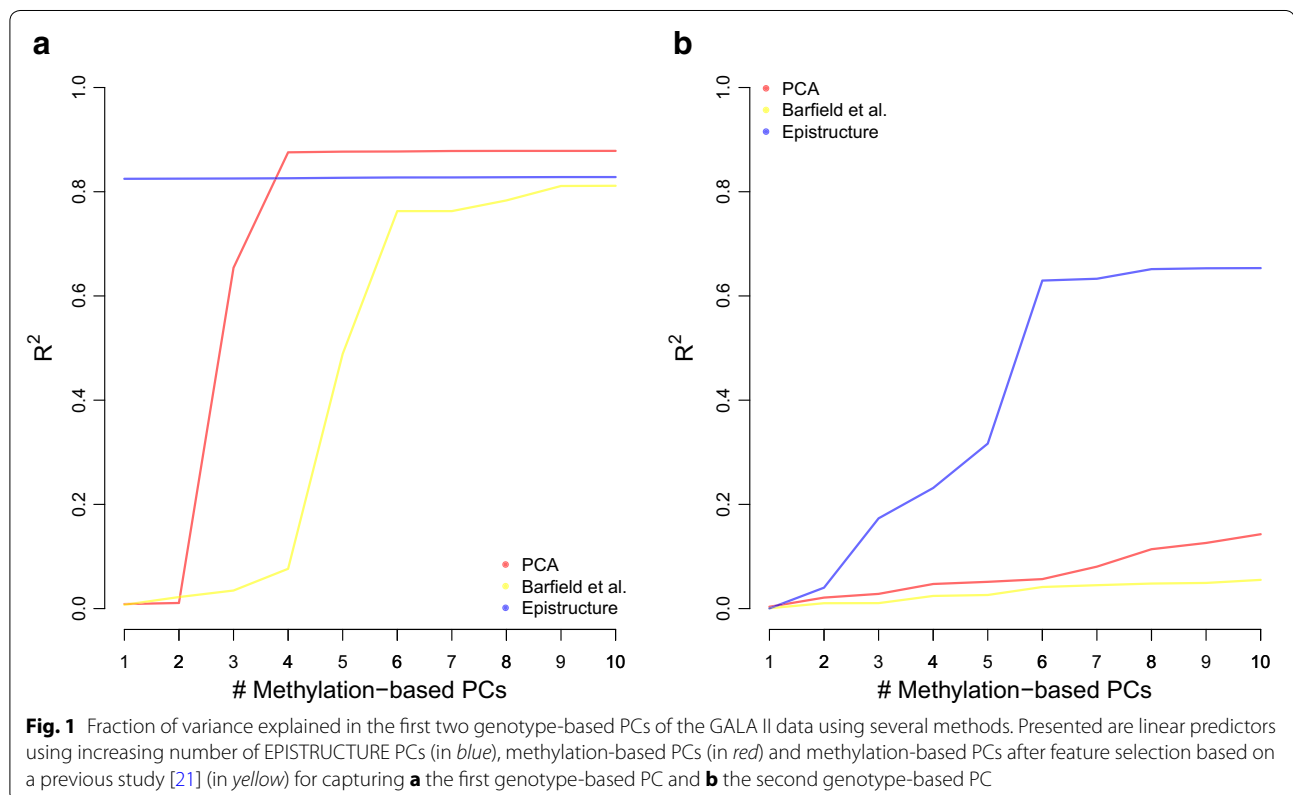 a
1.0
0.8
0.6
0.4
0.2
0.0
R²
PCA
Barfield et al.
Epistructure
1 2 3 4 5 6 7 8 9 10
# Methylation−based PCs
b
1.0
0.8
0.6
0.4
0.2
0.0
R²
PCA
Barfield et al.
Epistructure
1 2 3 4 5 6 7 8 9 10
# Methylation−based PCs
Fig. 1 Fraction of variance explained in the first two genotype-based PCs of the GALA II data using several methods. Presented are linear predictors
using increasing number of EPISTRUCTURE PCs (in blue), methylation-based PCs (in red) and methylation-based PCs after feature selection based on
a previous study [21] (in yellow) for capturing a the first genotype-based PC and b the second genotype-based PC